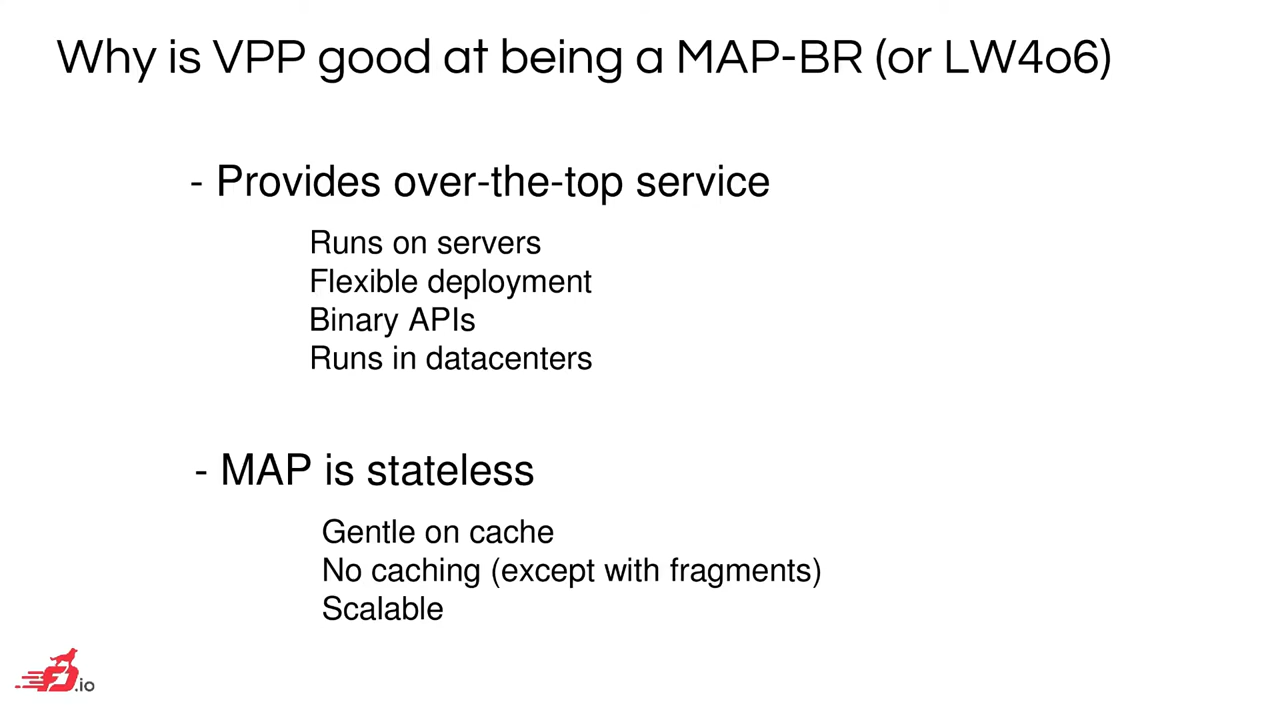 Why is VPP good at being a MAP-BR (or LW4o6)
- Provides over-the-top service
Runs on servers
Flexible deployment
Binary APIs
Runs in datacenters
- MAP is stateless
Gentle on cache
No caching (except with fragments)
Scalable
FD.io